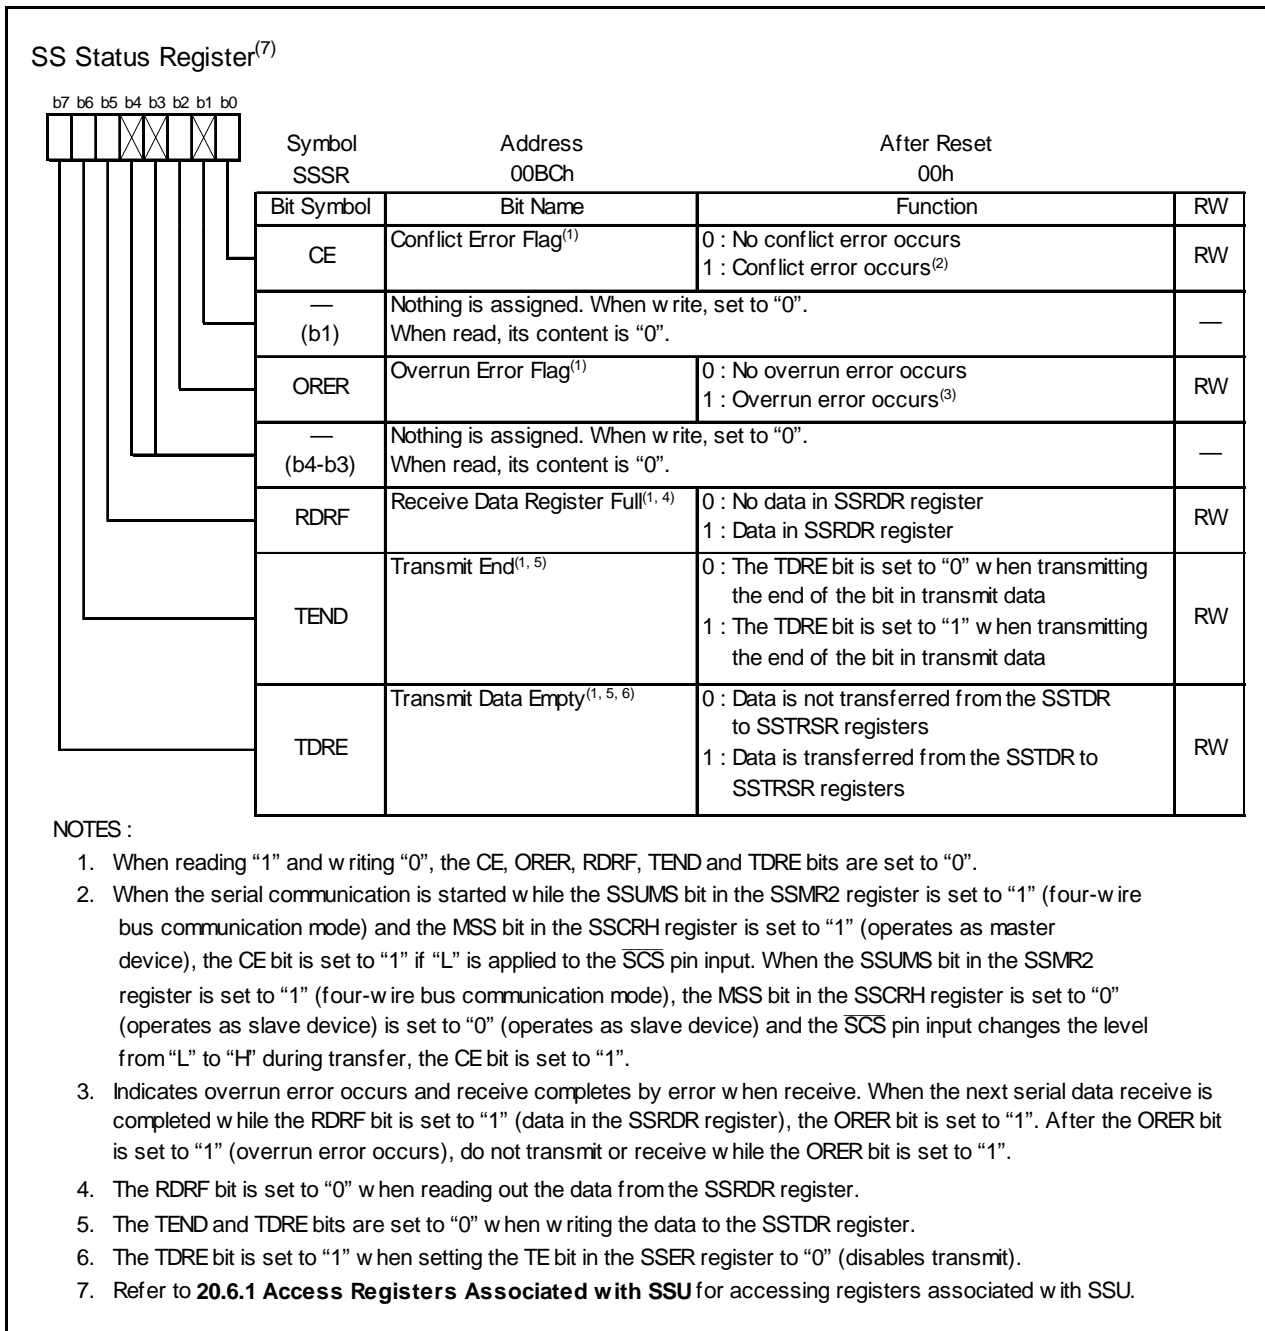 SS Status Register(7)
b7 b6 b5 b4 b3 b2 b1 b0
Symbol Address After Reset
SSSR 00BCh 00h
Bit Symbol Bit Name Function RW
CE Conflict Error Flag(1) 0 : No conflict error occurs RW
1 : Conflict error occurs(2)
— Nothing is assigned. When write, set to “0”. —
(b1) When read, its content is “0”.
ORER Overrun Error Flag(1) 0 : No overrun error occurs RW
1 : Overrun error occurs(3)
— Nothing is assigned. When write, set to “0”. —
(b4-b3) When read, its content is “0”.
RDRF Receive Data Register Full(1, 4) 0 : No data in SSRDR register RW
1 : Data in SSRDR register
TEND Transmit End(1, 5) 0 : The TDRE bit is set to “0” when transmitting RW
the end of the bit in transmit data
1 : The TDRE bit is set to “1” when transmitting
the end of the bit in transmit data
TDRE Transmit Data Empty(1, 5, 6) 0 : Data is not transferred from the SSTDR RW
to SSTRSR registers
1 : Data is transferred from the SSTDR to
SSTRSR registers
NOTES :
1. When reading “1” and writing “0”, the CE, ORER, RDRF, TEND and TDRE bits are set to “0”.
2. When the serial communication is started while the SSUMS bit in the SSMR2 register is set to “1” (four-wire
bus communication mode) and the MSS bit in the SSCRH register is set to “1” (operates as master
device), the CE bit is set to “1” if “L” is applied to the SCS pin input. When the SSUMS bit in the SSMR2
register is set to “1” (four-wire bus communication mode), the MSS bit in the SSCRH register is set to “0”
(operates as slave device) is set to “0” (operates as slave device) and the SCS pin input changes the level
from “L” to “H” during transfer, the CE bit is set to “1”.
3. Indicates overrun error occurs and receive completes by error when receive. When the next serial data receive is
completed while the RDRF bit is set to “1” (data in the SSRDR register), the ORER bit is set to “1”. After the ORER bit
is set to “1” (overrun error occurs), do not transmit or receive while the ORER bit is set to “1”.
4. The RDRF bit is set to “0” when reading out the data from the SSRDR register.
5. The TEND and TDRE bits are set to “0” when writing the data to the SSTDR register.
6. The TDRE bit is set to “1” when setting the TE bit in the SSER register to “0” (disables transmit).
7. Refer to 20.6.1 Access Registers Associated with SSU for accessing registers associated with SSU.